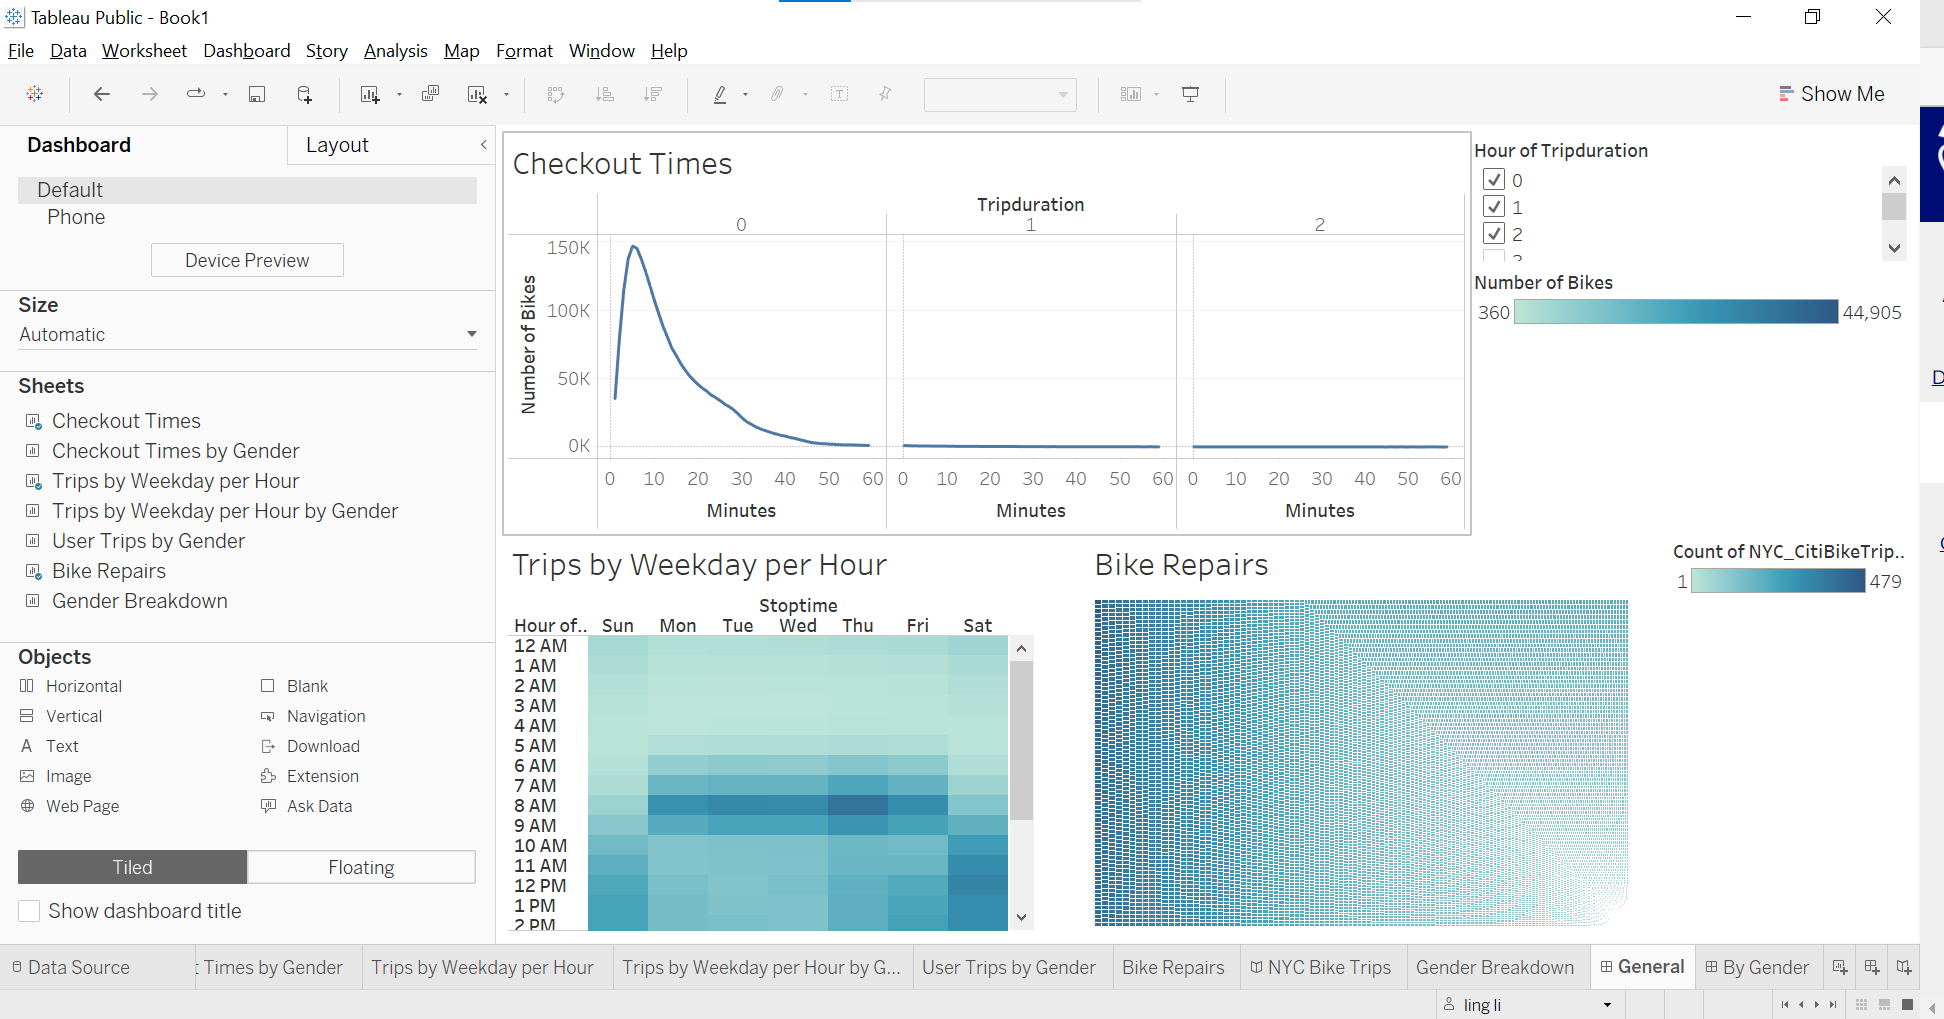 Tableau Public - Book1
File Data Worksheet Dashboard Story Analysis Map Format Window Help
Show Me
Dashboard
Layout
Default
Phone
Device Preview
Size
Automatic
Sheets
Checkout Times
Checkout Times by Gender
Trips by Weekday per Hour
Trips by Weekday per Hour by Gender
User Trips by Gender
Bike Repairs
Gender Breakdown
Objects
Horizontal Blank
Vertical Navigation
Text Download
Image Extension
Web Page Ask Data
Tiled Floating
Show dashboard title
Checkout Times
Tripduration
0 1 2
150K
100K
50K
0K
Number of Bikes
0 10 20 30 40 50 60 0 10 20 30 40 50 60 0 10 20 30 40 50 60
Minutes Minutes Minutes
Hour of Tripduration
0
1
2
Number of Bikes
360 44,905
Trips by Weekday per Hour
Stoptime
Hour of.. Sun Mon Tue Wed Thu Fri Sat
12 AM
1 AM
2 AM
3 AM
4 AM
5 AM
6 AM
7 AM
8 AM
9 AM
10 AM
11 AM
12 PM
1 PM
2 PM
Bike Repairs
Count of NYC_CitiBikeTrip..
1 479
Data Source
t Times by Gender
Trips by Weekday per Hour
Trips by Weekday per Hour by G...
User Trips by Gender
Bike Repairs
NYC Bike Trips
Gender Breakdown
General
By Gender
ling li